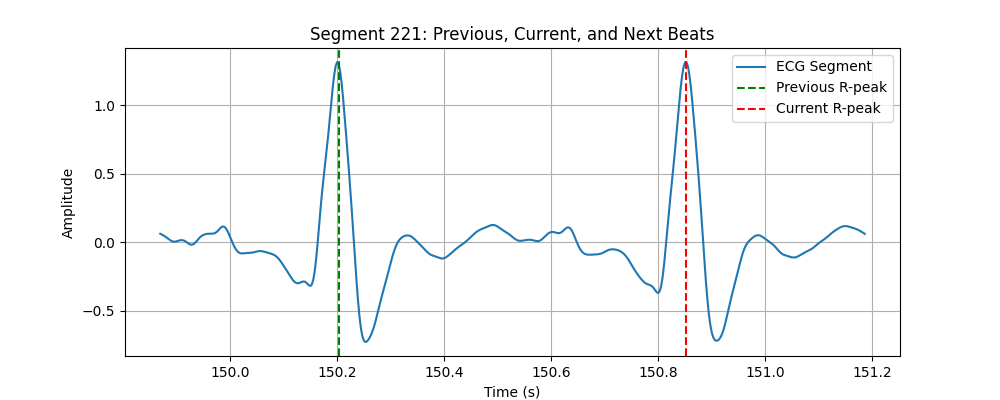 Segment 221: Previous, Current, and Next Beats
ECG Segment
Previous R-peak
Current R-peak
Amplitude
1.0
0.5
0.0
−0.5
150.0 150.2 150.4 150.6 150.8 151.0 151.2
Time (s)